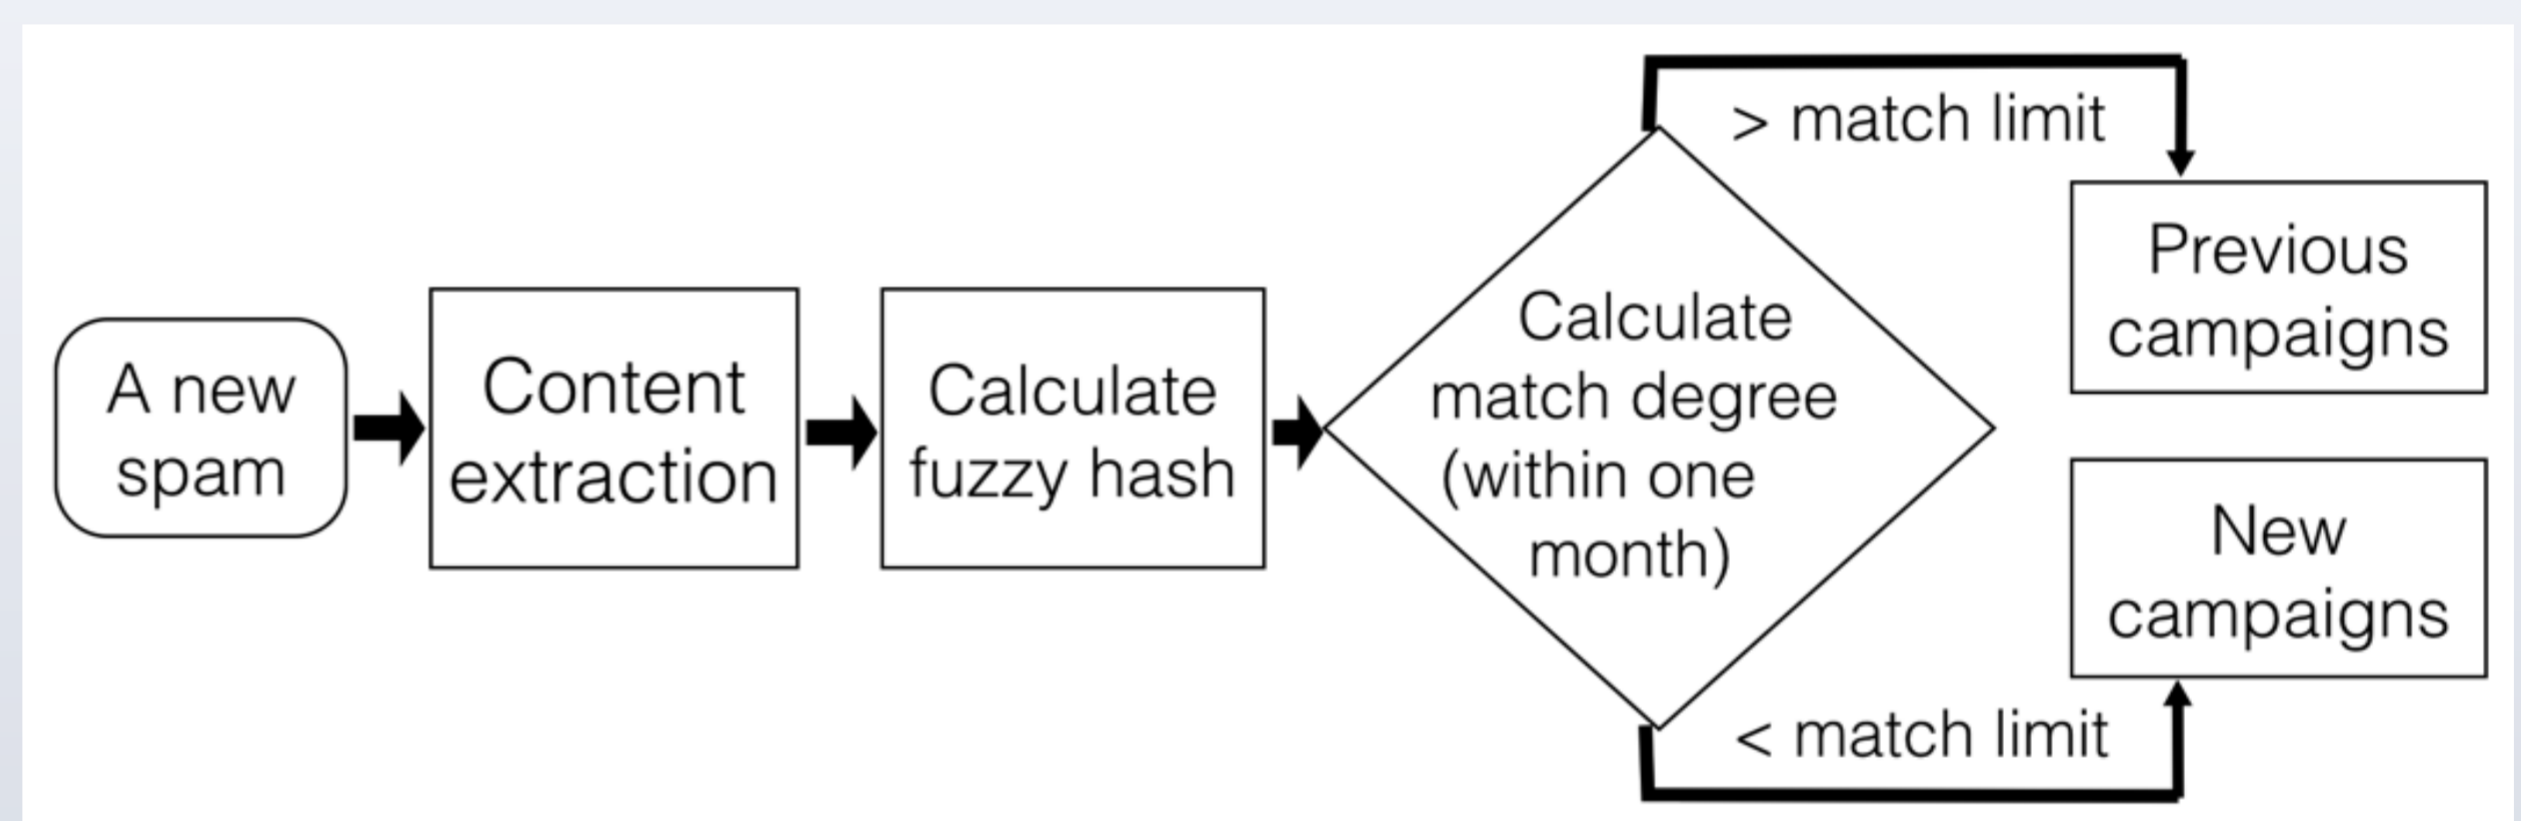 A new
spam
Content
extraction
Calculate
fuzzy hash
Calculate
match degree
(within one
month)
> match limit
Previous
campaigns
New
campaigns
< match limit